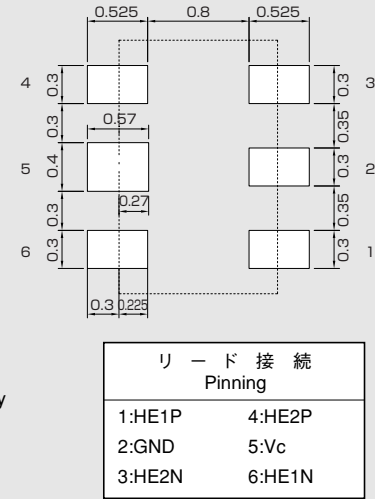 0.525 0.8 0.525
4 0.3 0.3 3
0.3 0.57 0.35
5 0.4 0.3 2
0.27
0.3 0.35
6 0.3 0.3 1
0.3 0.225
y
リ ー ド 接 続
Pinning
1:HE1P 4:HE2P
2:GND 5:Vc
3:HE2N 6:HE1N